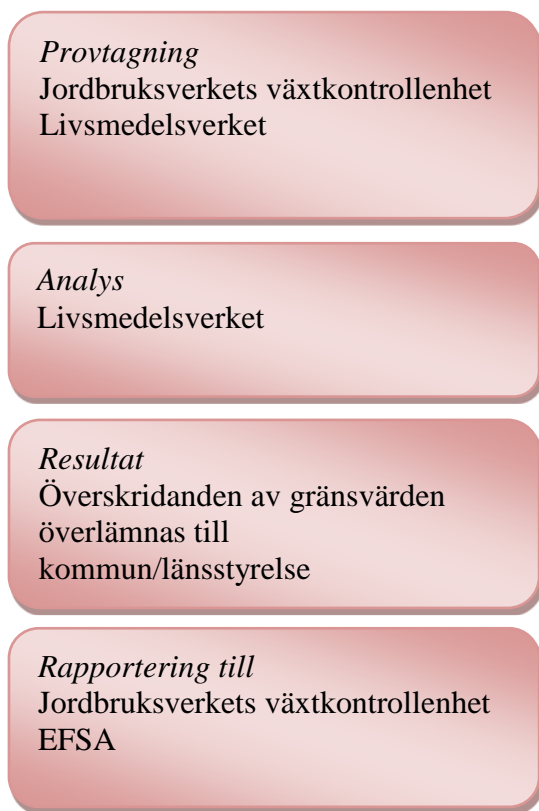 Provtagning
Jordbruksverkets växtkontrollenhet
Livsmedelsverket
Analys
Livsmedelsverket
Resultat
Överskridanden av gränsvärden
överlämnas till
kommun/länsstyrelse
Rapportering till
Jordbruksverkets växtkontrollenhet
EFSA